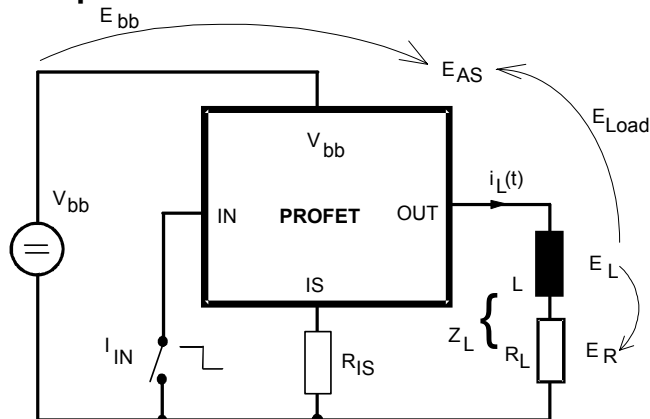 E bb
E AS
E Load
V bb
V bb
i L (t)
IN
PROFET
OUT
IS
L
E L
Z L
{
R L
E R
I IN
R IS